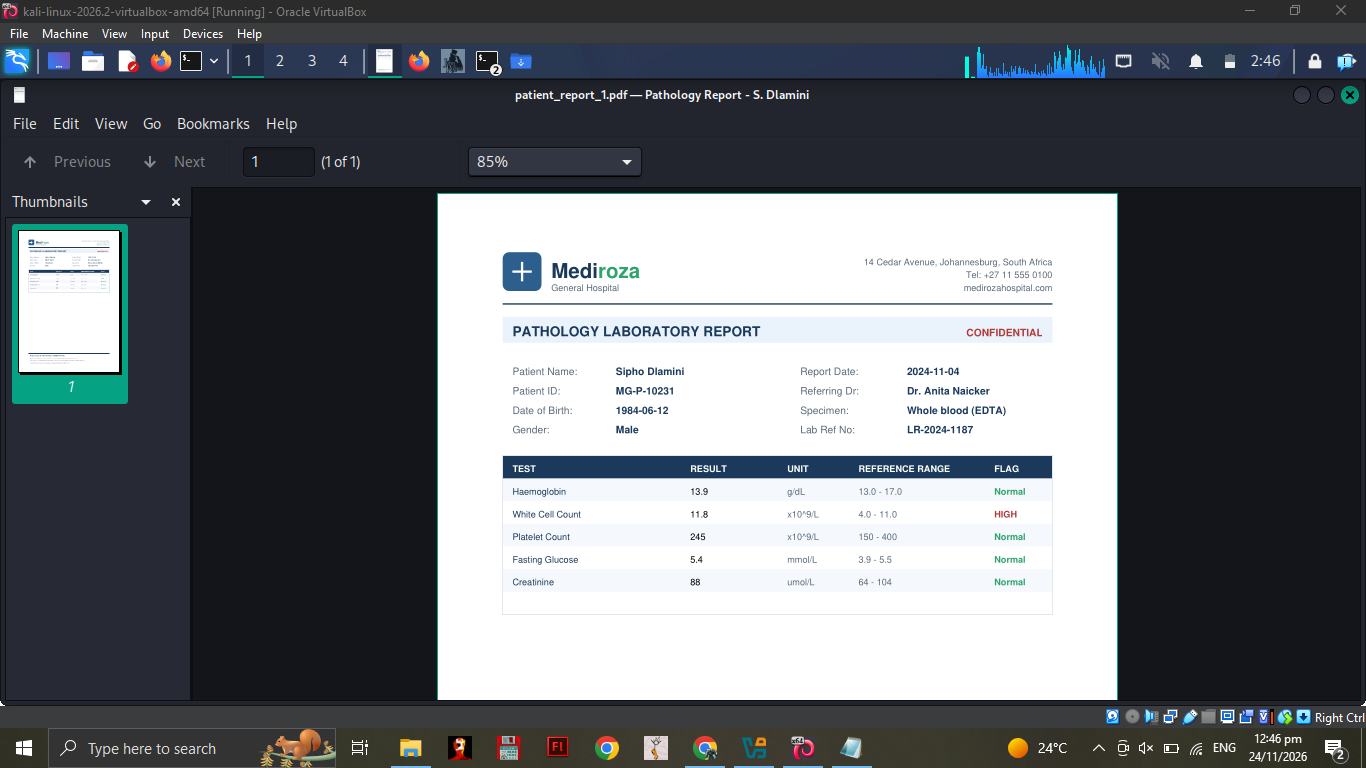 kali-linux-2026.2-virtualbox-amd64 [Running] - Oracle VirtualBox
File Machine View Input Devices Help
1 2 3 4 2 2:46
patient_report_1.pdf — Pathology Report - S. Dlamini
File Edit View Go Bookmarks Help
Previous Next 1 (1 of 1) 85%
Thumbnails
1
Mediroza
General Hospital
14 Cedar Avenue, Johannesburg, South Africa
Tel: +27 11 555 0100
medirozahospital.com
PATHOLOGY LABORATORY REPORT CONFIDENTIAL
Patient Name: Sipho Dlamini Report Date: 2024-11-04
Patient ID: MG-P-10231 Referring Dr: Dr. Anita Naicker
Date of Birth: 1984-06-12 Specimen: Whole blood (EDTA)
Gender: Male Lab Ref No: LR-2024-1187
TEST RESULT UNIT REFERENCE RANGE FLAG
Haemoglobin 13.9 g/dL 13.0 - 17.0 Normal
White Cell Count 11.8 x10^9/L 4.0 - 11.0 HIGH
Platelet Count 245 x10^9/L 150 - 400 Normal
Fasting Glucose 5.4 mmol/L 3.9 - 5.5 Normal
Creatinine 88 umol/L 64 - 104 Normal
Right Ctrl
Type here to search
24°C ENG 12:46 pm
24/11/2026 2